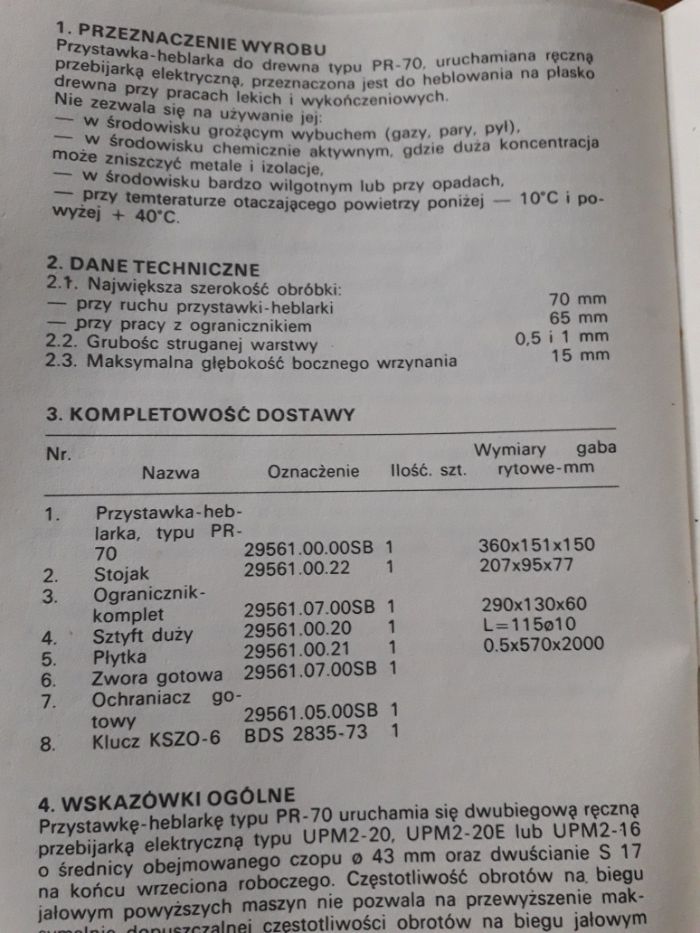 1. PRZEZNACZENIE WYROBU
Przystawka-heblarka do drewna typu PR-70, uruchamiana ręczną
przebijarką elektryczną, przeznaczona jest do heblowania na płasko
drewna przy pracach lekich i wykończeniowych.
Nie zezwala się na używanie jej:
— w środowisku grożącym wybuchem (gazy, pary, pył),
— w środowisku chemicznie aktywnym, gdzie duża koncentracja
może zniszczyć metale i izolacje,
— w środowisku bardzo wilgotnym lub przy opadach,
— przy temteraturze otaczającego powietrzy poniżej — 10°C i po-
wyżej + 40°C.
2. DANE TECHNICZNE
2.1. Największa szerokość obróbki:
— przy ruchu przystawki-heblarki 70 mm
— przy pracy z ogranicznikiem 65 mm
2.2. Grubośc struganej warstwy 0,5 i 1 mm
2.3. Maksymalna głębokość bocznego wrzynania 15 mm
3. KOMPLETOWOŚĆ DOSTAWY
Nr. Wymiary gaba
Nazwa Oznacżenie Ilość. szt. rytowe-mm
1. Przystawka-heb-
larka, typu PR-
70 29561.00.00SB 1 360x151x150
2. Stojak 29561.00.22 1 207x95x77
3. Ogranicznik-
komplet 29561.07.00SB 1 290x130x60
4. Sztyft duży 29561.00.20 1 L=115ø10
5. Płytka 29561.00.21 1 0.5x570x2000
6. Zwora gotowa 29561.07.00SB 1
7. Ochraniacz go-
towy 29561.05.00SB 1
8. Klucz KSZO-6 BDS 2835-73 1
4. WSKAZÓWKI OGÓLNE
Przystawkę-heblarkę typu PR-70 uruchamia się dwubiegową ręczną
przebijarką elektryczną typu UPM2-20, UPM2-20E lub UPM2-16
o średnicy obejmowanego czopu ø 43 mm oraz dwuścianie S 17
na końcu wrzeciona roboczego. Częstotliwość obrotów na biegu
jałowym powyższych maszyn nie pozwala na przewyższenie mak-
symalnie dopuszczalnej częstotliwości obrotów na biegu jałowym